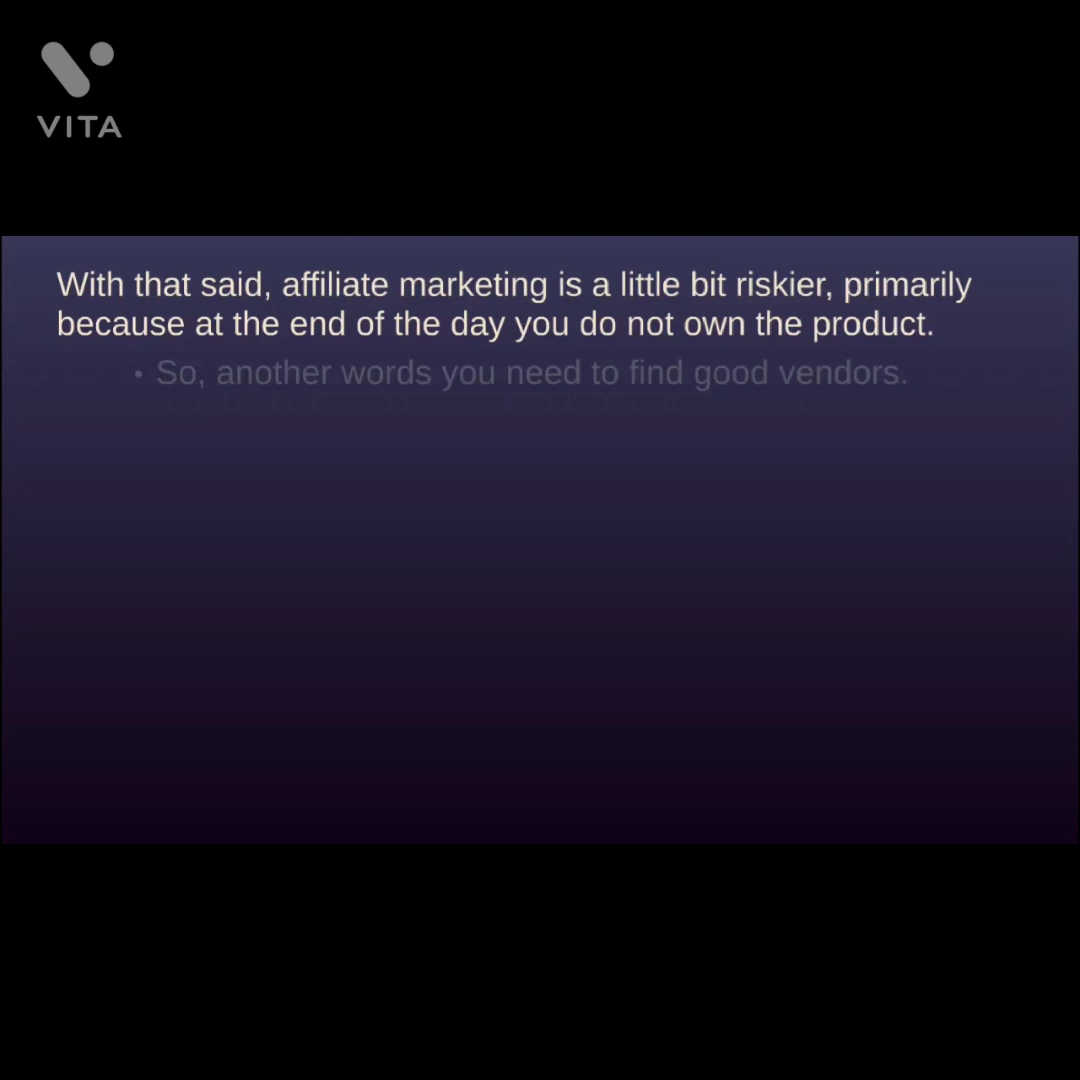 VITA
With that said, affiliate marketing is a little bit riskier, primarily
because at the end of the day you do not own the product.
• So, another words you need to find good vendors.